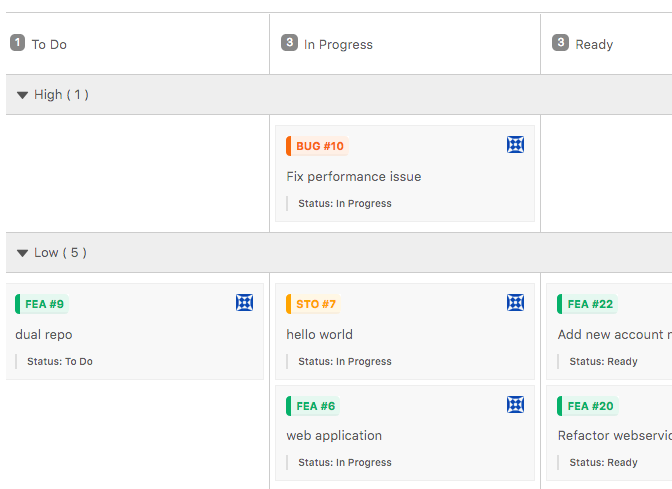 1 To Do
3 In Progress
3 Ready
High ( 1 )
BUG #10
Fix performance issue
Status: In Progress
Low ( 5 )
FEA #9
dual repo
Status: To Do
STO #7
hello world
Status: In Progress
FEA #6
web application
Status: In Progress
FEA #22
Add new account
Status: Ready
FEA #20
Refactor
Status: Ready